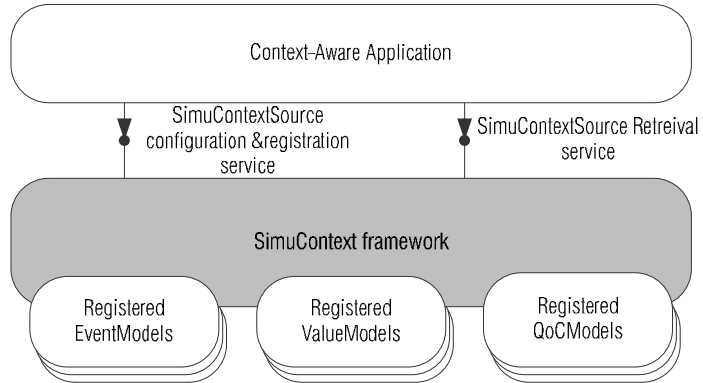 Context-Aware Application
SimuContextSource
configuration &registration
service
SimuContextSource Retreival
service
SimuContext framework
Registered
EventModels
Registered
ValueModels
Registered
QoCModels